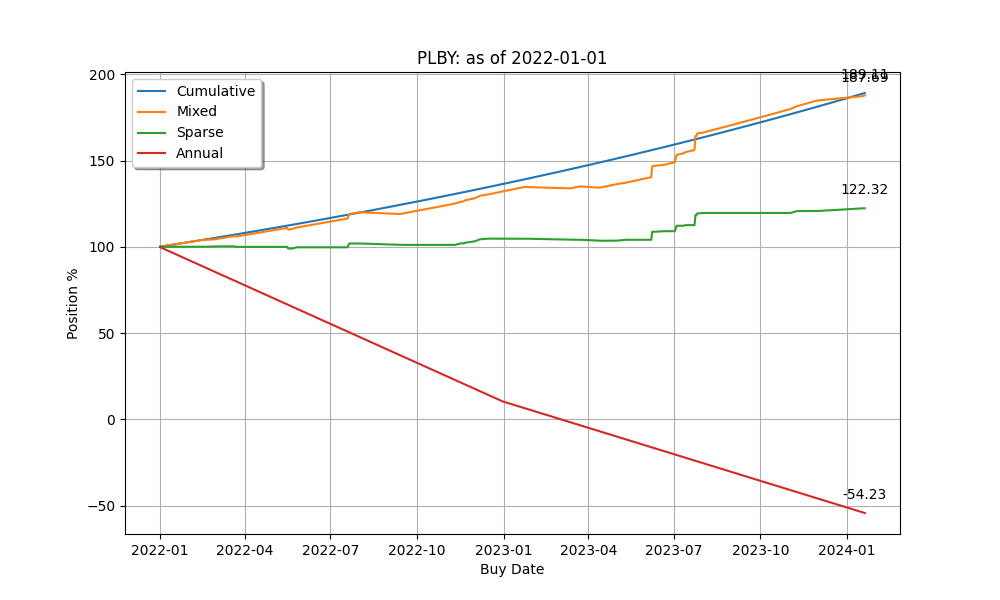 PLBY: as of 2022-01-01
189.11
187.69
200
Cumulative
Mixed
Sparse
Annual
150
122.32
100
Position %
50
0
-54.23
−50
2022-01 2022-04 2022-07 2022-10 2023-01 2023-04 2023-07 2023-10 2024-01
Buy Date